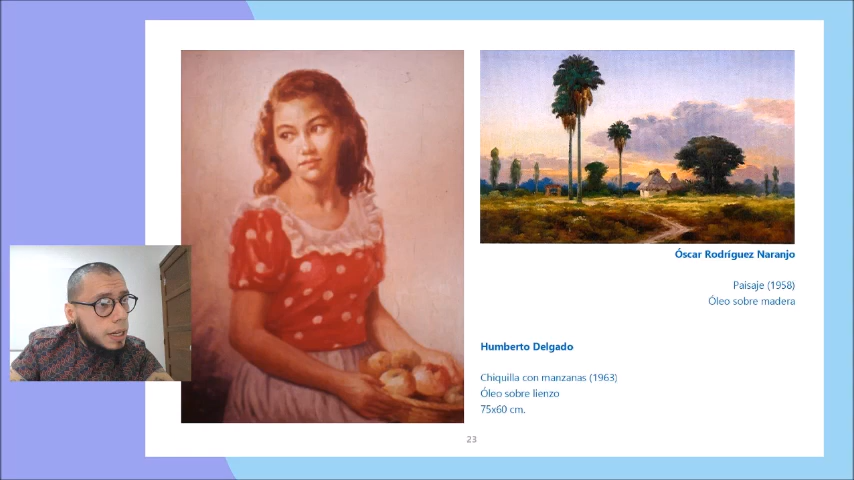 Óscar Rodríguez Naranjo
Paisaje (1958)
Óleo sobre madera
Humberto Delgado
Chiquilla con manzanas (1963)
Óleo sobre lienzo
75x60 cm.
23